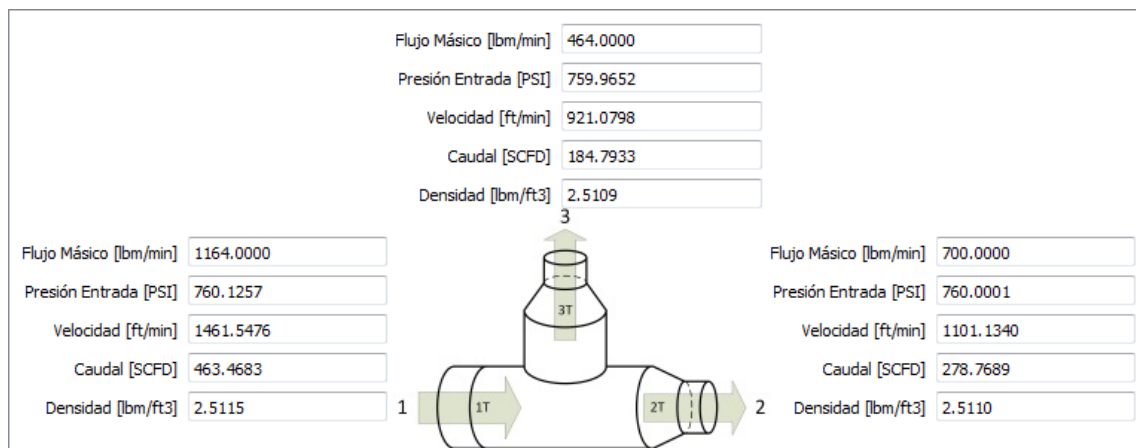 Flujo Másico [lbm/min] 464.0000
Presión Entrada [PSI] 759.9652
Velocidad [ft/min] 921.0798
Caudal [SCFD] 184.7933
Densidad [lbm/ft3] 2.5109
3
3T
Flujo Másico [lbm/min] 1164.0000
Presión Entrada [PSI] 760.1257
Velocidad [ft/min] 1461.5476
Caudal [SCFD] 463.4683
Densidad [lbm/ft3] 2.5115
1
1T
2T
2
Flujo Másico [lbm/min] 700.0000
Presión Entrada [PSI] 760.0001
Velocidad [ft/min] 1101.1340
Caudal [SCFD] 278.7689
Densidad [lbm/ft3] 2.5110